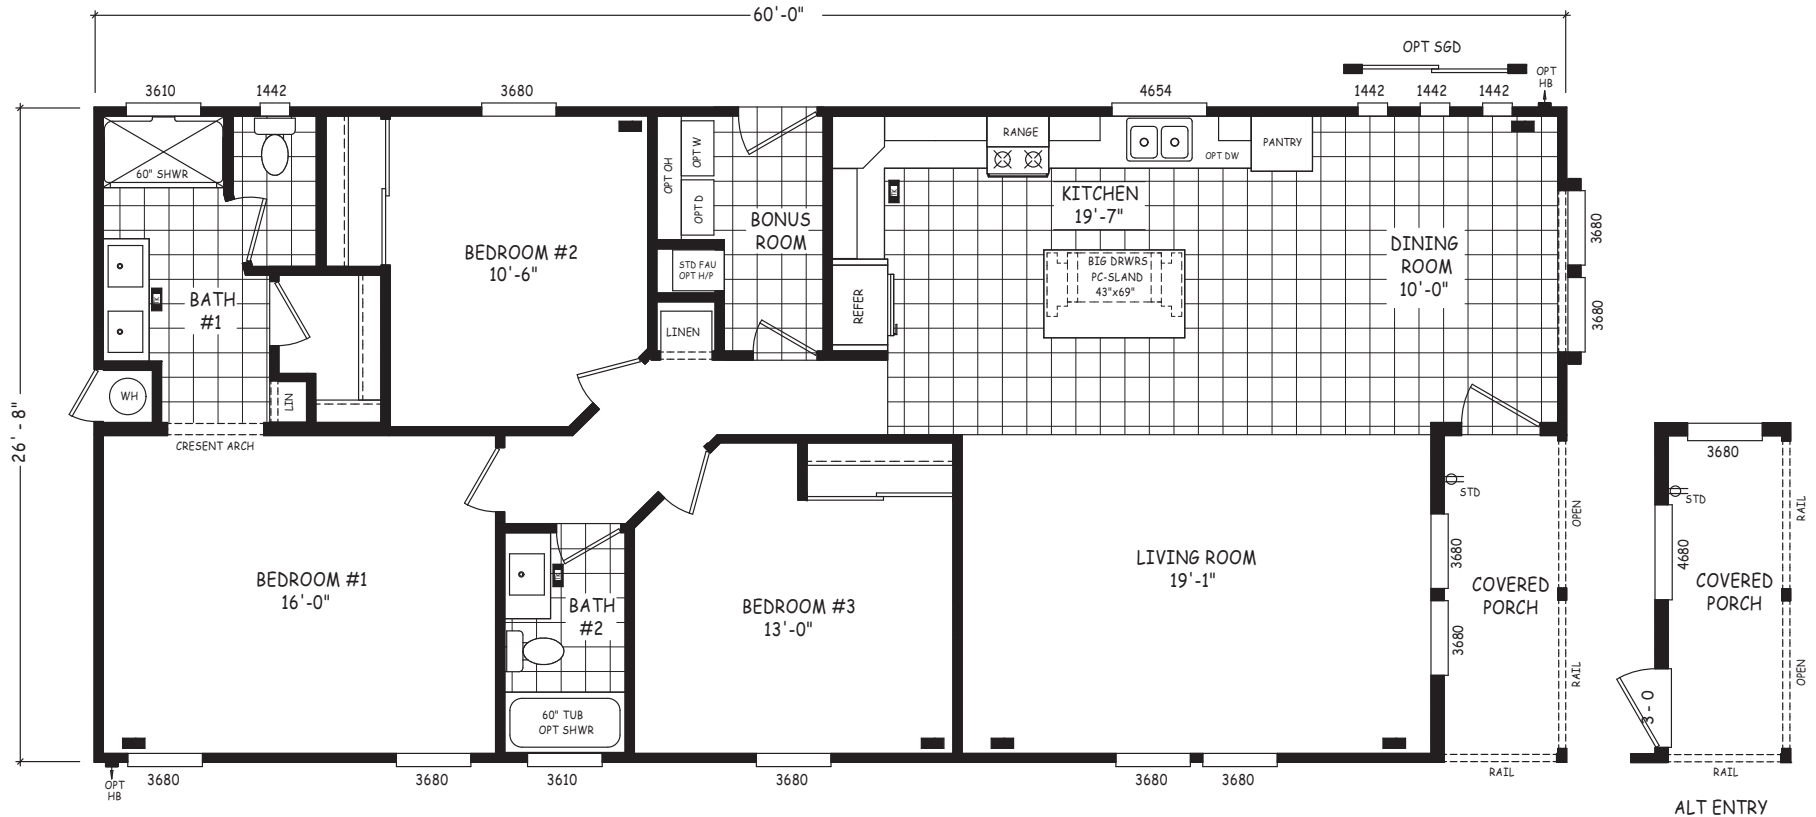 60'-0"
OPT SGD
3610
1442
3680
4654
1442
1442
1442
OPT
HB
26' - 8"
60" SHWR
BATH
#1
WH
LIN
CRESENT ARCH
BEDROOM #2
10'-6"
OPT OH
OPT W
OPT D
BONUS
ROOM
STD FAU
OPT H/P
LINEN
RANGE
OPT DW
PANTRY
KITCHEN
19'-7"
REFER
BIG DRWRS
PC-SLAND
43"x69"
DINING
ROOM
10'-0"
3680
3680
BEDROOM #1
16'-0"
BATH
#2
60" TUB
OPT SHWR
BEDROOM #3
13'-0"
LIVING ROOM
19'-1"
STD
3680
3680
COVERED
PORCH
OPEN
RAIL
RAIL
3680
STD
4680
COVERED
PORCH
3 - 0
RAIL
OPEN
RAIL
ALT ENTRY
OPT
HB
3680
3680
3610
3680
3680
3680